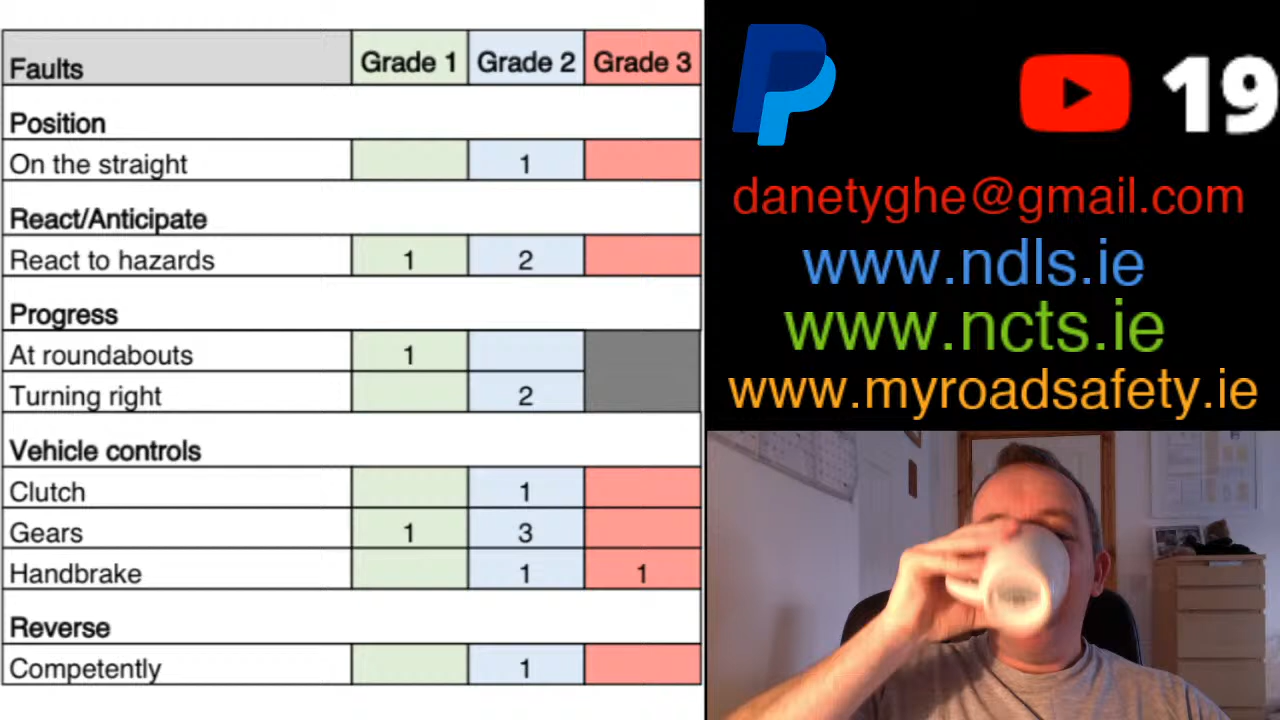 Faults Grade 1 Grade 2 Grade 3
Position
On the straight 1
React/Anticipate
React to hazards 1 2
Progress
At roundabouts 1
Turning right 2
Vehicle controls
Clutch 1
Gears 1 3
Handbrake 1 1
Reverse
Competently 1
19
danetyghe@gmail.com
www.ndls.ie
www.ncts.ie
www.myroadsafety.ie